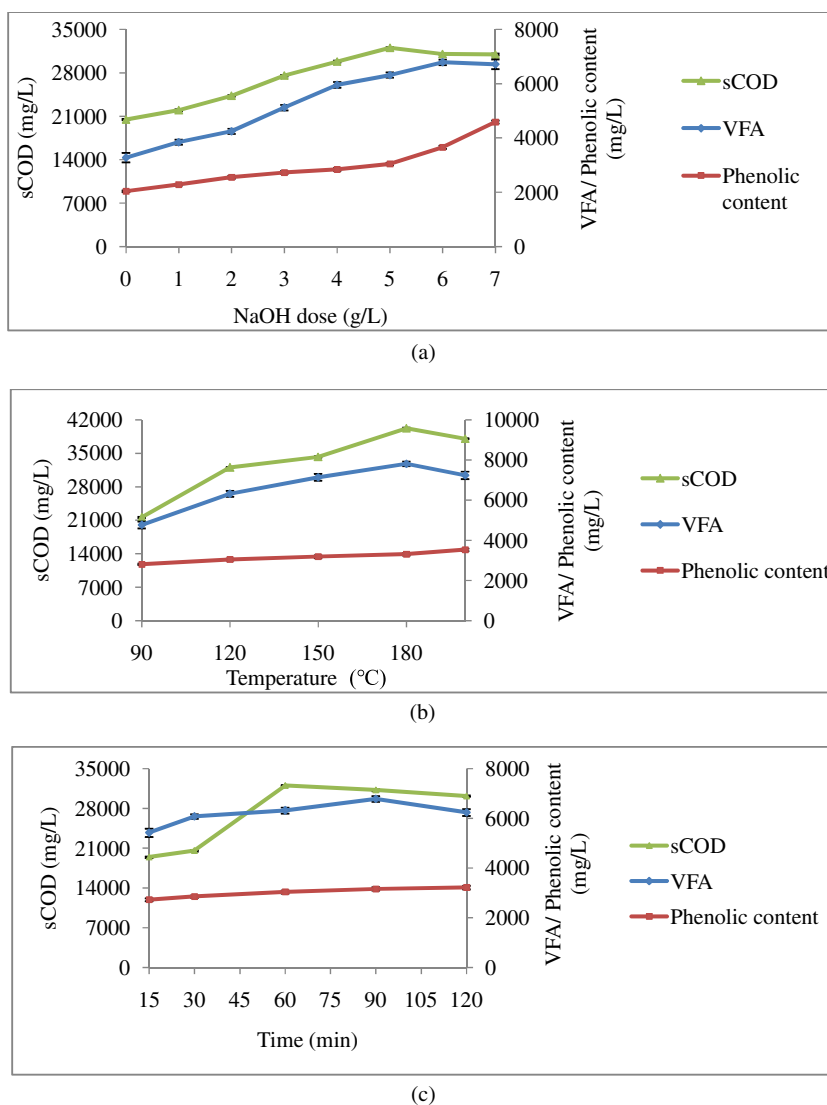 35000
28000
21000
14000
7000
0
sCOD (mg/L)
8000
6000
4000
2000
0
VFA/ Phenolic content
(mg/L)
0 1 2 3 4 5 6 7
NaOH dose (g/L)
sCOD
VFA
Phenolic
content
(a)
42000
35000
28000
21000
14000
7000
0
sCOD (mg/L)
10000
8000
6000
4000
2000
0
VFA/ Phenolic content
(mg/L)
90 120 150 180
Temperature (°C)
sCOD
VFA
Phenolic content
(b)
35000
28000
21000
14000
7000
0
sCOD (mg/L)
8000
6000
4000
2000
0
VFA/ Phenolic content
(mg/L)
15 30 45 60 75 90 105 120
Time (min)
sCOD
VFA
Phenolic content
(c)